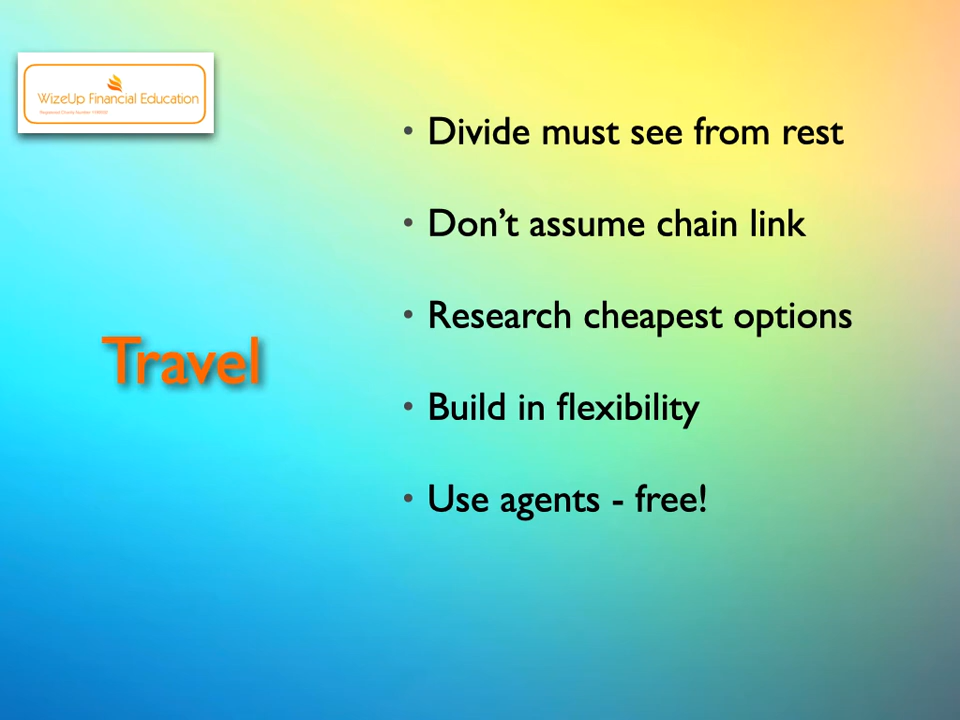 WizeUp Financial Education
Divide must see from rest
Don't assume chain link
Research cheapest options
Travel
Build in flexibility
Use agents - free!